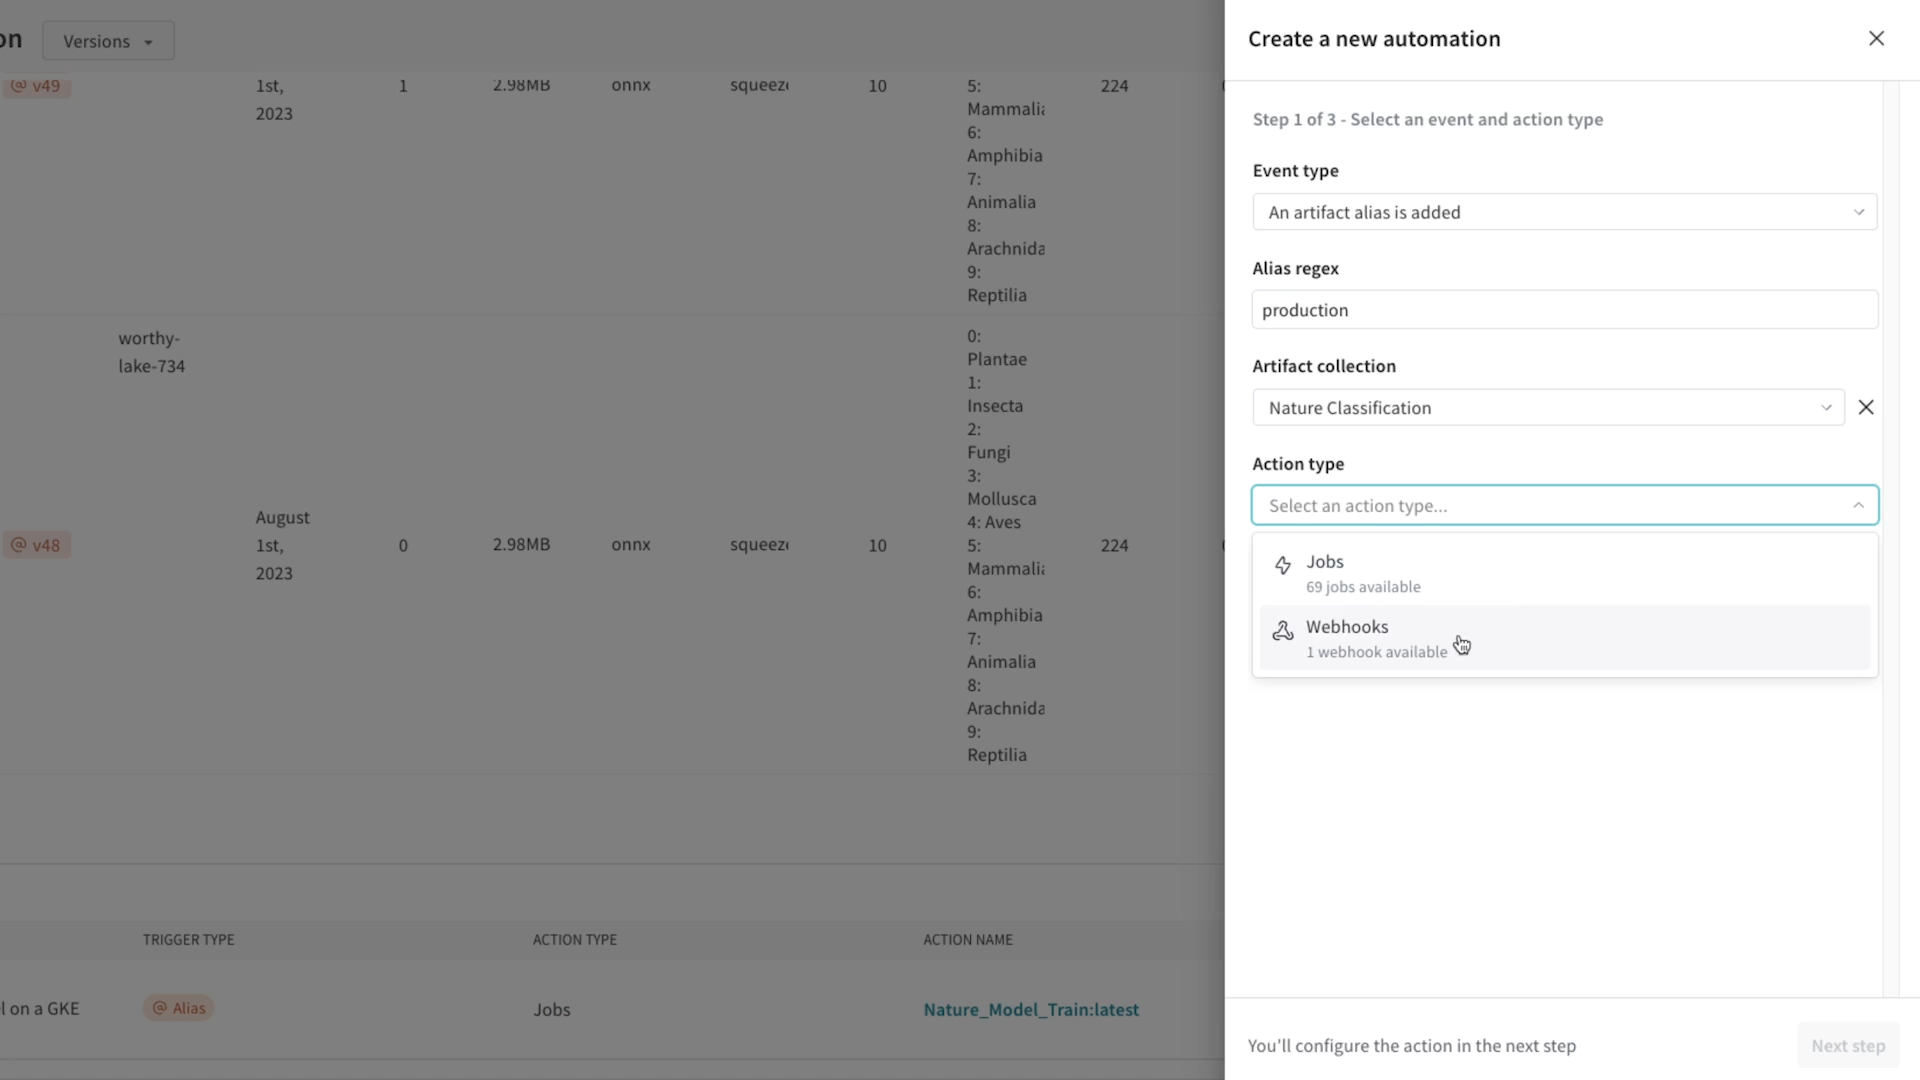 on
Versions
v49
1st,
2023
1
2.98MB
onnx
10
5:
6:
Amphibia
7:
Animalia
8:
9:
Reptilia
224
worthy-
lake-734
v48
August
1st,
2023
0
2.98MB
onnx
10
0:
Plantae
1:
Insecta
2:
Fungi
3:
Mollusca
4: Aves
5:
6:
Amphibia
7:
Animalia
8:
9:
Reptilia
224
TRIGGER TYPE
ACTION TYPE
ACTION NAME
l on a GKE
Alias
Jobs
Nature_Model_Train:latest
Create a new automation
Step 1 of 3 - Select an event and action type
Event type
An artifact alias is added
Alias regex
production
Artifact collection
Nature Classification
Action type
Select an action type...
Jobs
69 jobs available
Webhooks
1 webhook available
You'll configure the action in the next step
Next step